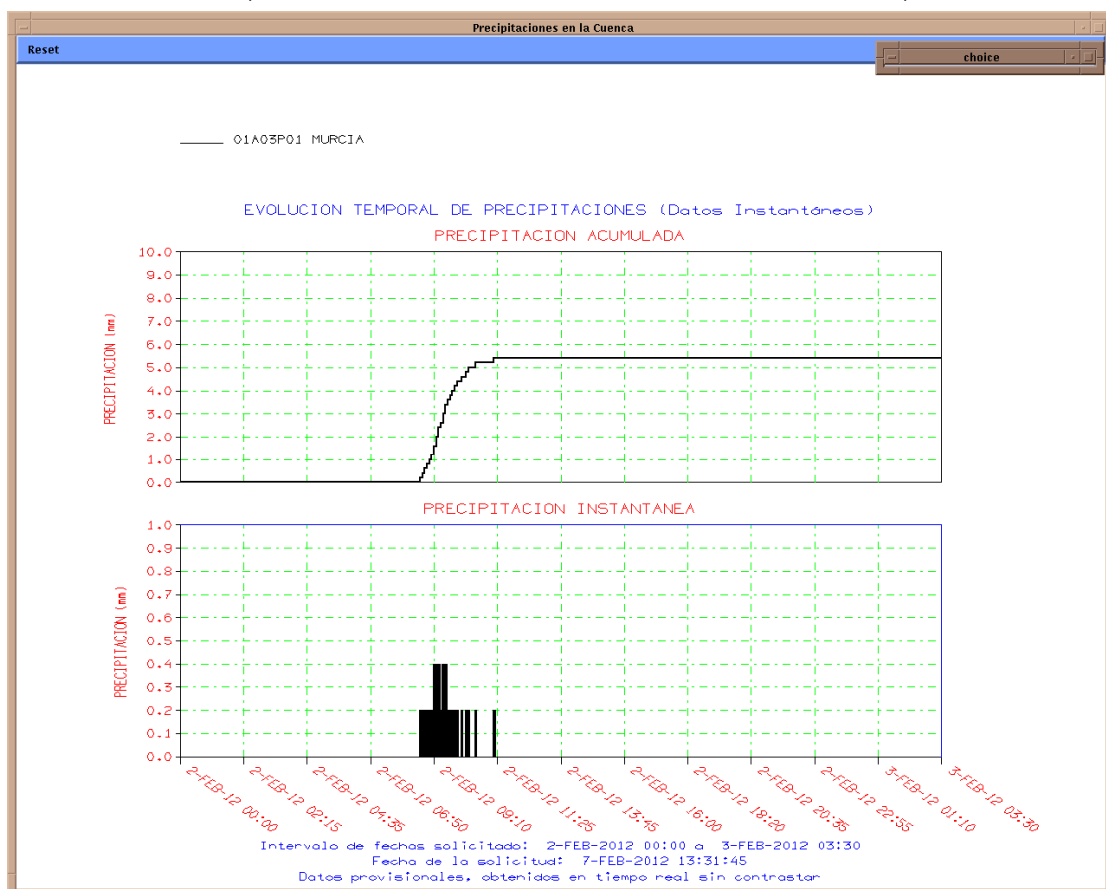 Precipitaciones en la Cuenca
Reset
choice
01A03P01 MURCIA
EVOLUCION TEMPORAL DE PRECIPITACIONES (Datos Instantáneos)
PRECIPITACION ACUMULADA
10.0
9.0
8.0
7.0
6.0
5.0
4.0
3.0
2.0
1.0
0.0
PRECIPITACION (mm)
PRECIPITACION INSTANTANEA
1.0
0.9
0.8
0.7
0.6
0.5
0.4
0.3
0.2
0.1
0.0
PRECIPITACION (mm)
2-FEB-12 00:00
2-FEB-12 02:15
2-FEB-12 04:35
2-FEB-12 06:50
2-FEB-12 09:10
2-FEB-12 11:25
2-FEB-12 13:45
2-FEB-12 16:00
2-FEB-12 18:20
2-FEB-12 20:35
2-FEB-12 22:55
3-FEB-12 01:10
3-FEB-12 03:30
Intervalo de fechas solicitado: 2-FEB-2012 00:00 a 3-FEB-2012 03:30
Fecha de la solicitud: 7-FEB-2012 13:31:45
Datos provisionales, obtenidos en tiempo real sin contrastar